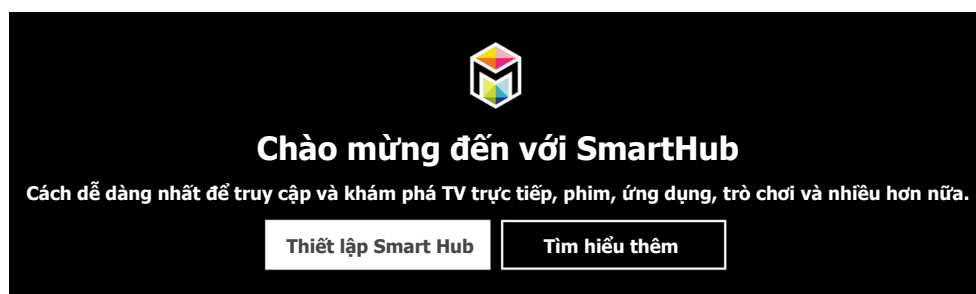 Chào mừng đến với SmartHub
Cách dễ dàng nhất để truy cập và khám phá TV trực tiếp, phim, ứng dụng, trò chơi và nhiều hơn nữa.
Thiết lập Smart Hub
Tìm hiểu thêm